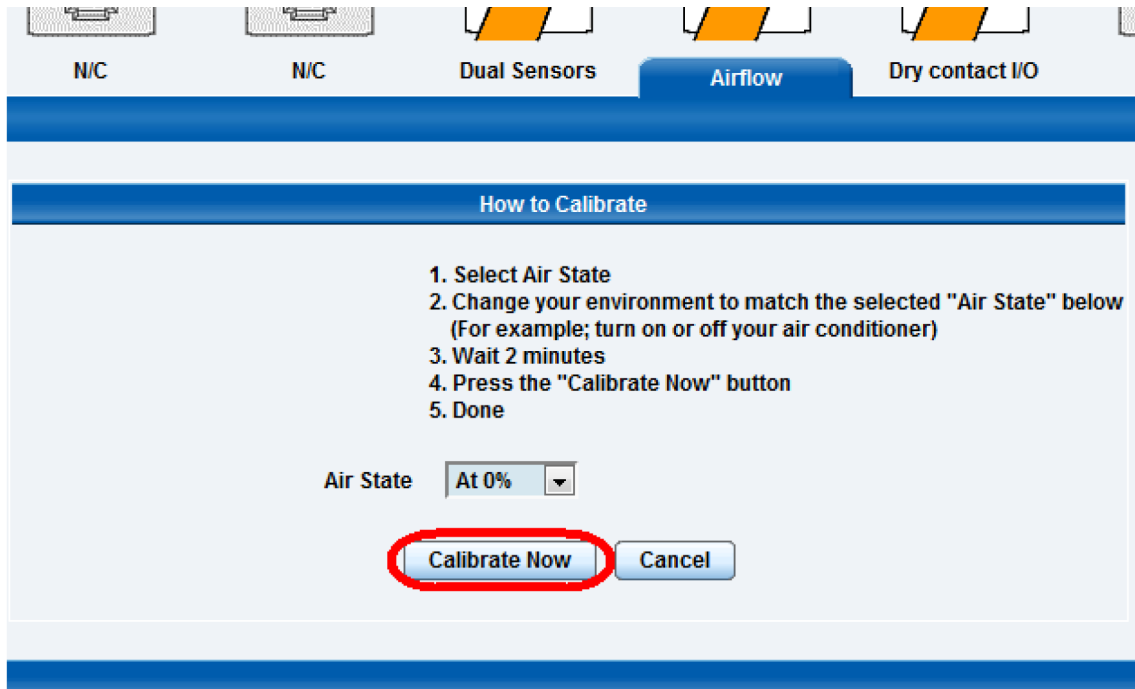 N/C
N/C
Dual Sensors
Airflow
Dry contact I/O
How to Calibrate
1. Select Air State
2. Change your environment to match the selected "Air State" below
(For example; turn on or off your air conditioner)
3. Wait 2 minutes
4. Press the "Calibrate Now" button
5. Done
Air State
At 0%
Calibrate Now
Cancel